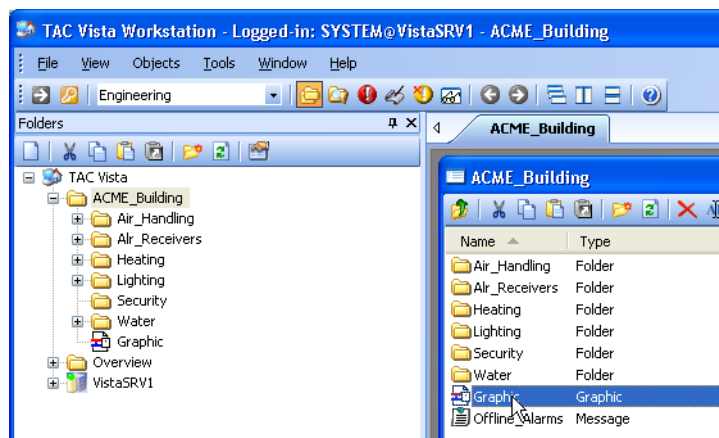 TAC Vista Workstation - Logged-in: SYSTEM@VistaSRV1 - ACME_Building
File View Objects Tools Window Help
Engineering
Folders
TAC Vista
ACME_Building
Air_Handling
Alr_Receivers
Heating
Lighting
Security
Water
Graphic
Overview
VistaSRV1
ACME_Building
ACME_Building
Name Type
Air_Handling Folder
Alr_Receivers Folder
Heating Folder
Lighting Folder
Security Folder
Water Folder
Graphic Graphic
Offline_Alarms Message